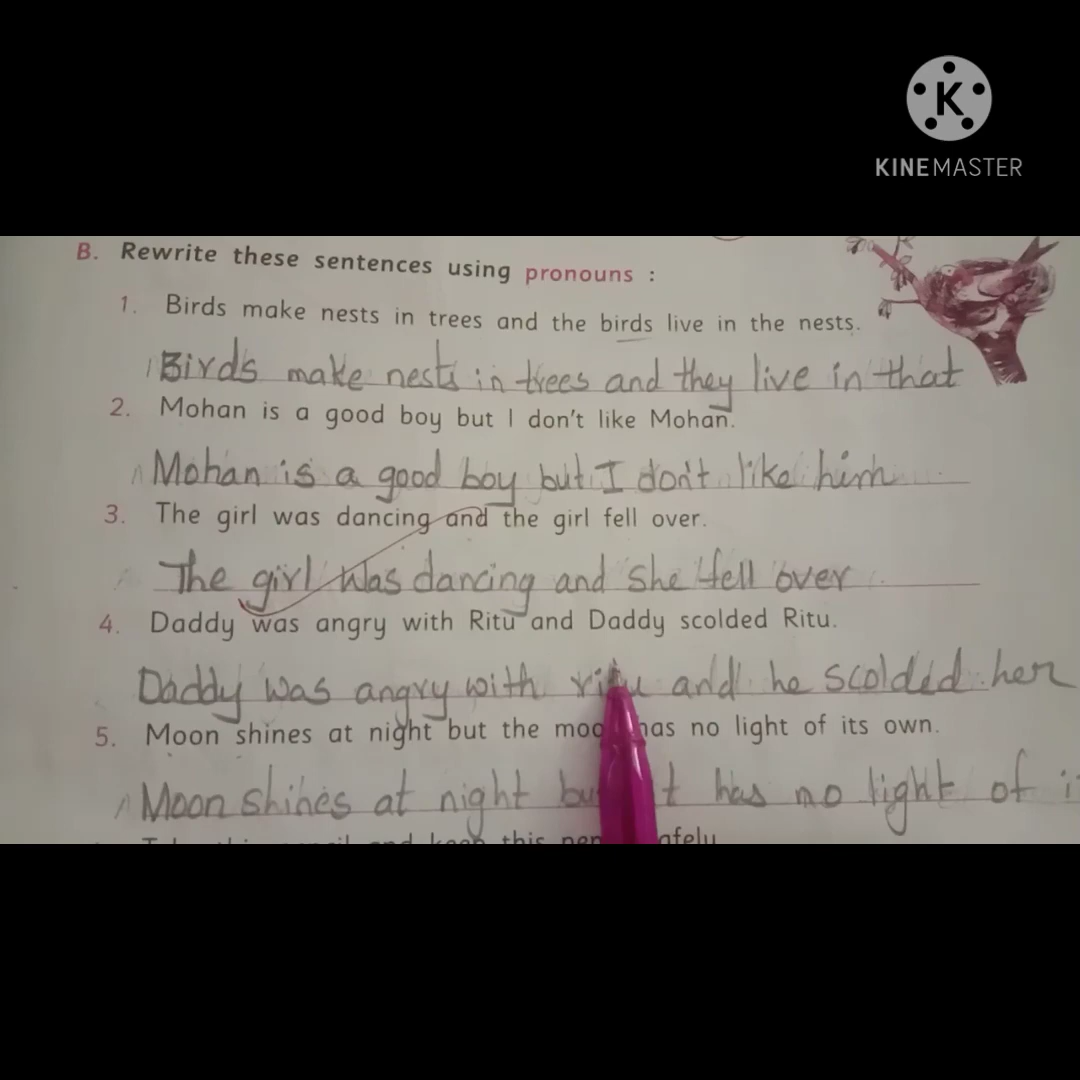 K
KINEMASTER
B. Rewrite these sentences using pronouns :
1. Birds make nests in trees and the birds live in the nests.
Birds make nests in trees and they live in that
2. Mohan is a good boy but I don't like Mohan.
Mohan is a good boy but I don't like him
3. The girl was dancing and the girl fell over.
The girl was dancing and she fell over
4. Daddy was angry with Ritu and Daddy scolded Ritu.
Daddy was angry with ritu and he scolded her
5. Moon shines at night but the moon has no light of its own.
Moon shines at night but it has no light of
this